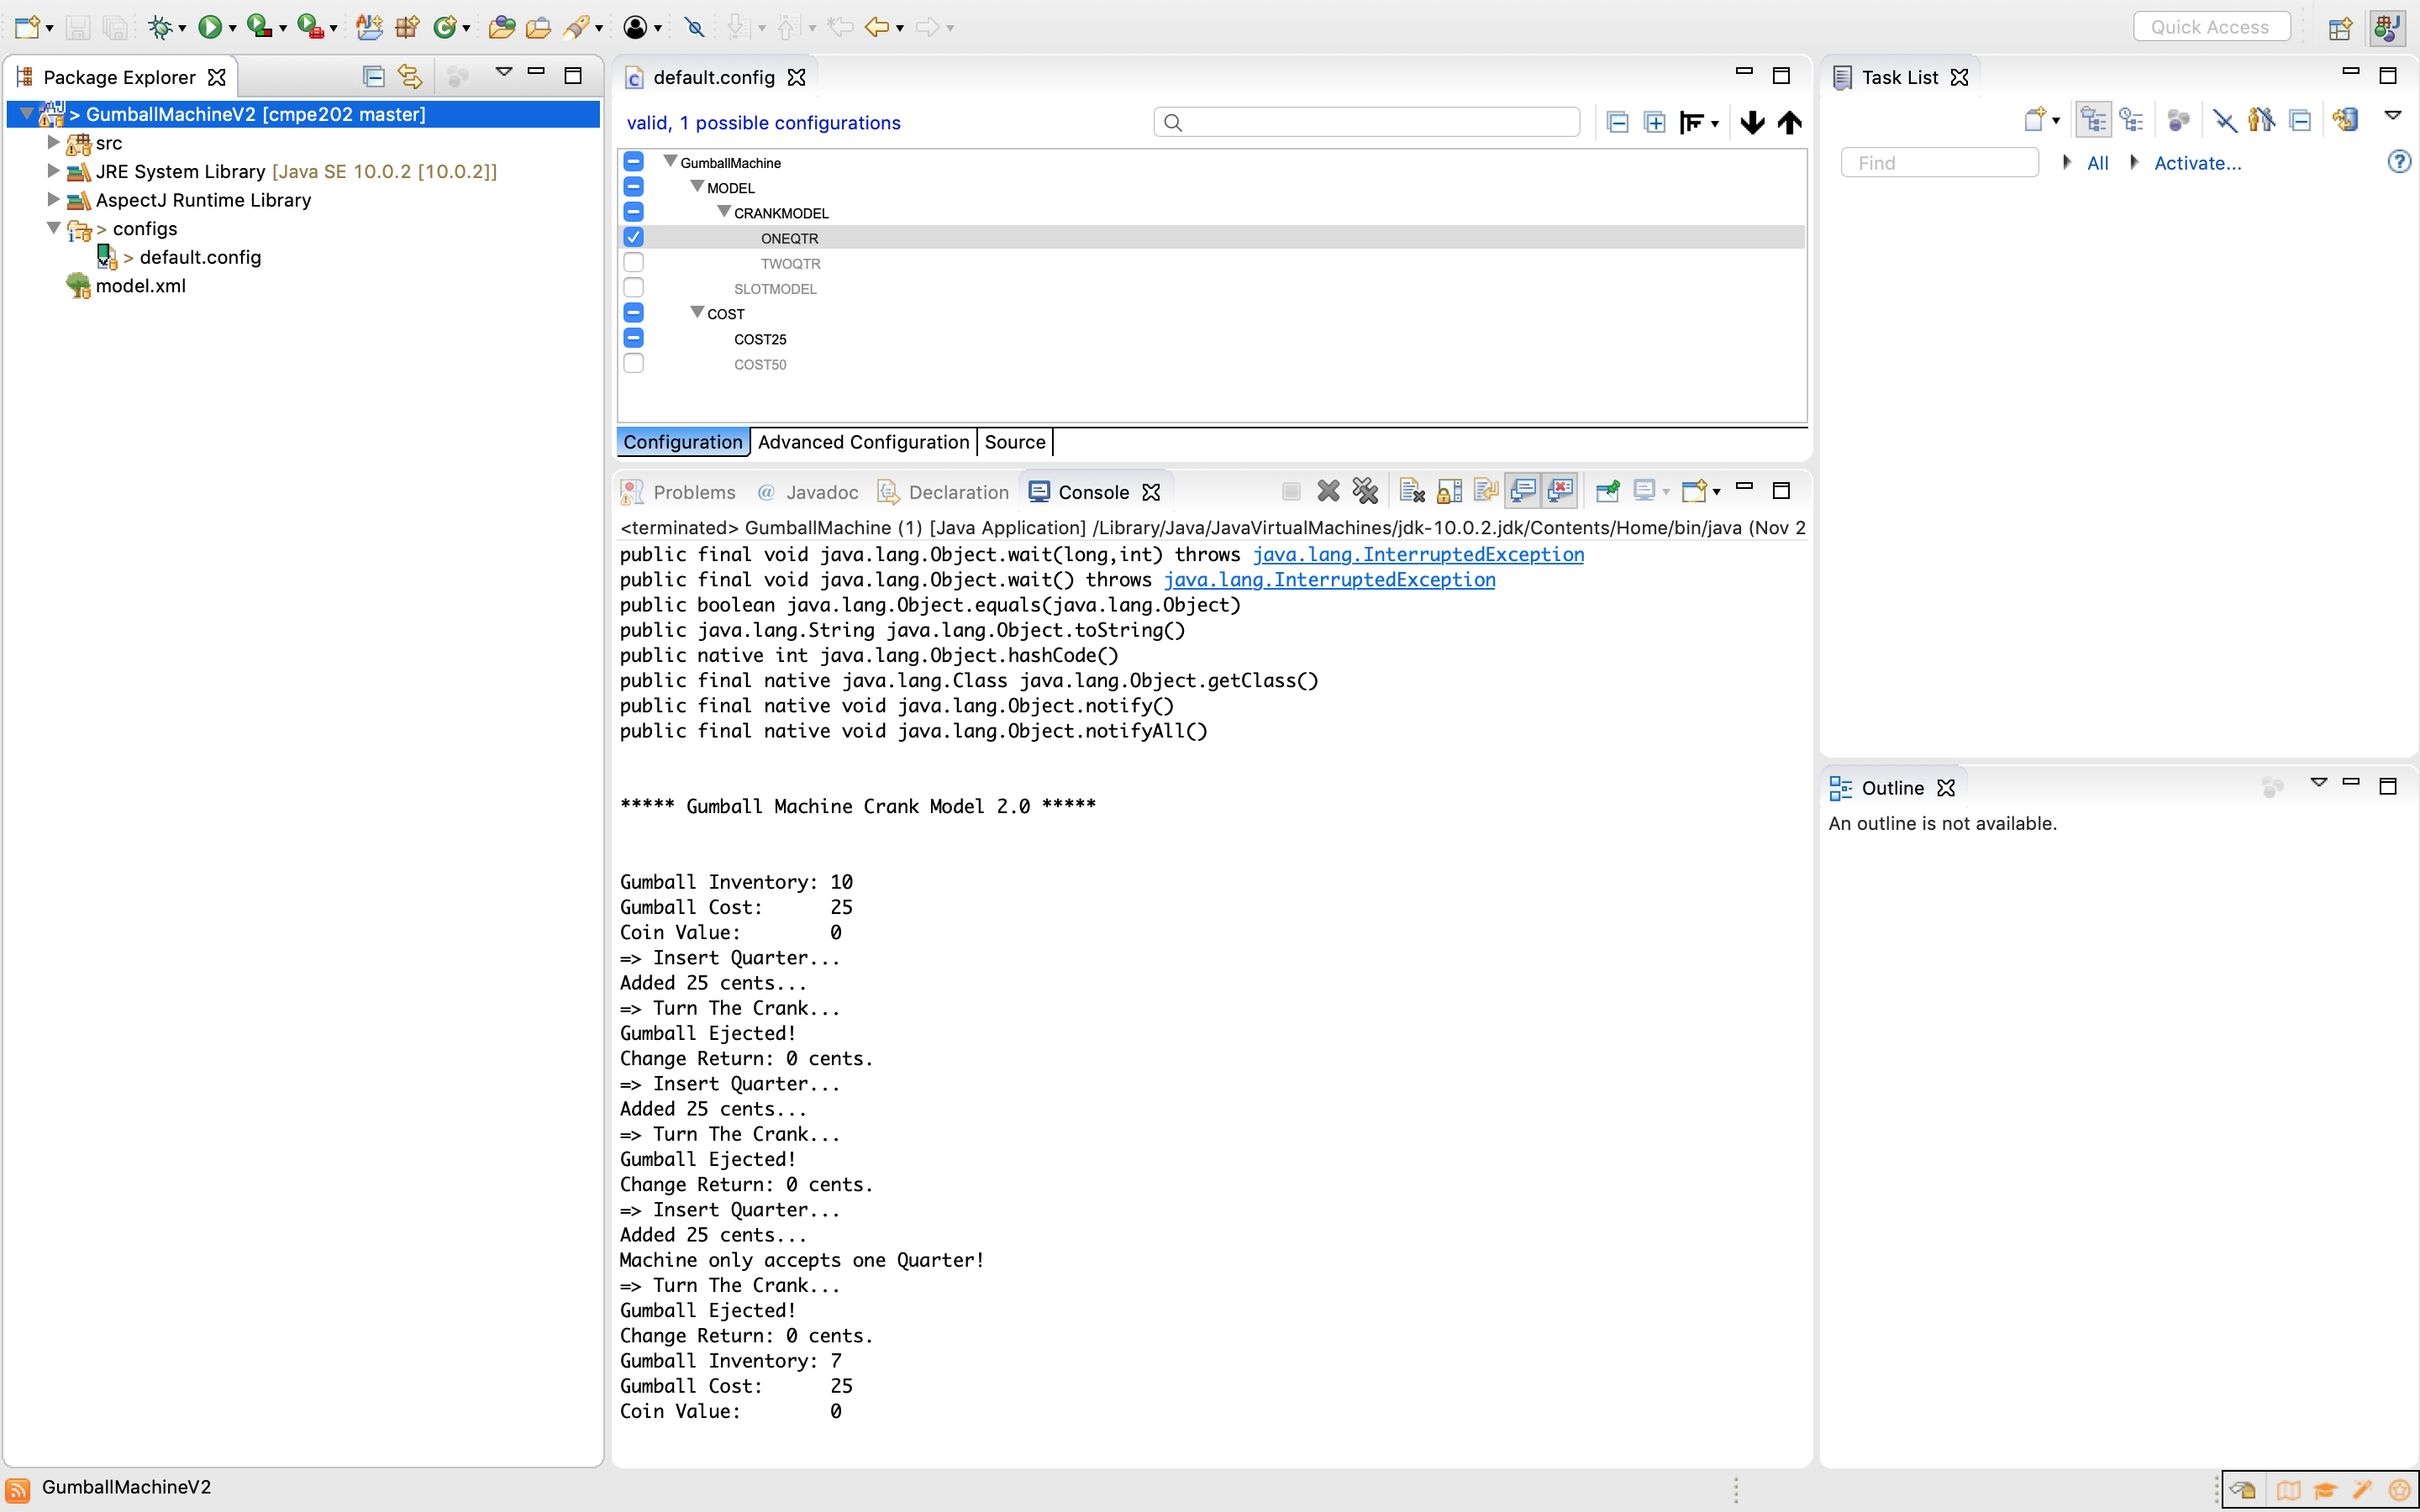 Quick Access
Package Explorer
> GumballMachineV2 [cmpe202 master]
src
JRE System Library [Java SE 10.0.2 [10.0.2]]
AspectJ Runtime Library
> configs
> default.config
model.xml
default.config
valid, 1 possible configurations
GumballMachine
MODEL
CRANKMODEL
ONEQTR
TWOQTR
SLOTMODEL
COST
COST25
COST50
Configuration Advanced Configuration Source
Problems @ Javadoc Declaration Console
<terminated> GumballMachine (1) [Java Application] /Library/Java/JavaVirtualMachines/jdk-10.0.2.jdk/Contents/Home/bin/java (Nov 2
public final void java.lang.Object.wait(long,int) throws java.lang.InterruptedException
public final void java.lang.Object.wait() throws java.lang.InterruptedException
public boolean java.lang.Object.equals(java.lang.Object)
public java.lang.String java.lang.Object.toString()
public native int java.lang.Object.hashCode()
public final native java.lang.Class java.lang.Object.getClass()
public final native void java.lang.Object.notify()
public final native void java.lang.Object.notifyAll()
***** Gumball Machine Crank Model 2.0 *****
Gumball Inventory: 10
Gumball Cost: 25
Coin Value: 0
=> Insert Quarter...
Added 25 cents...
=> Turn The Crank...
Gumball Ejected!
Change Return: 0 cents.
=> Insert Quarter...
Added 25 cents...
=> Turn The Crank...
Gumball Ejected!
Change Return: 0 cents.
=> Insert Quarter...
Added 25 cents...
Machine only accepts one Quarter!
=> Turn The Crank...
Gumball Ejected!
Change Return: 0 cents.
Gumball Inventory: 7
Gumball Cost: 25
Coin Value: 0
Task List
Find
All
Activate...
Outline
An outline is not available.
GumballMachineV2